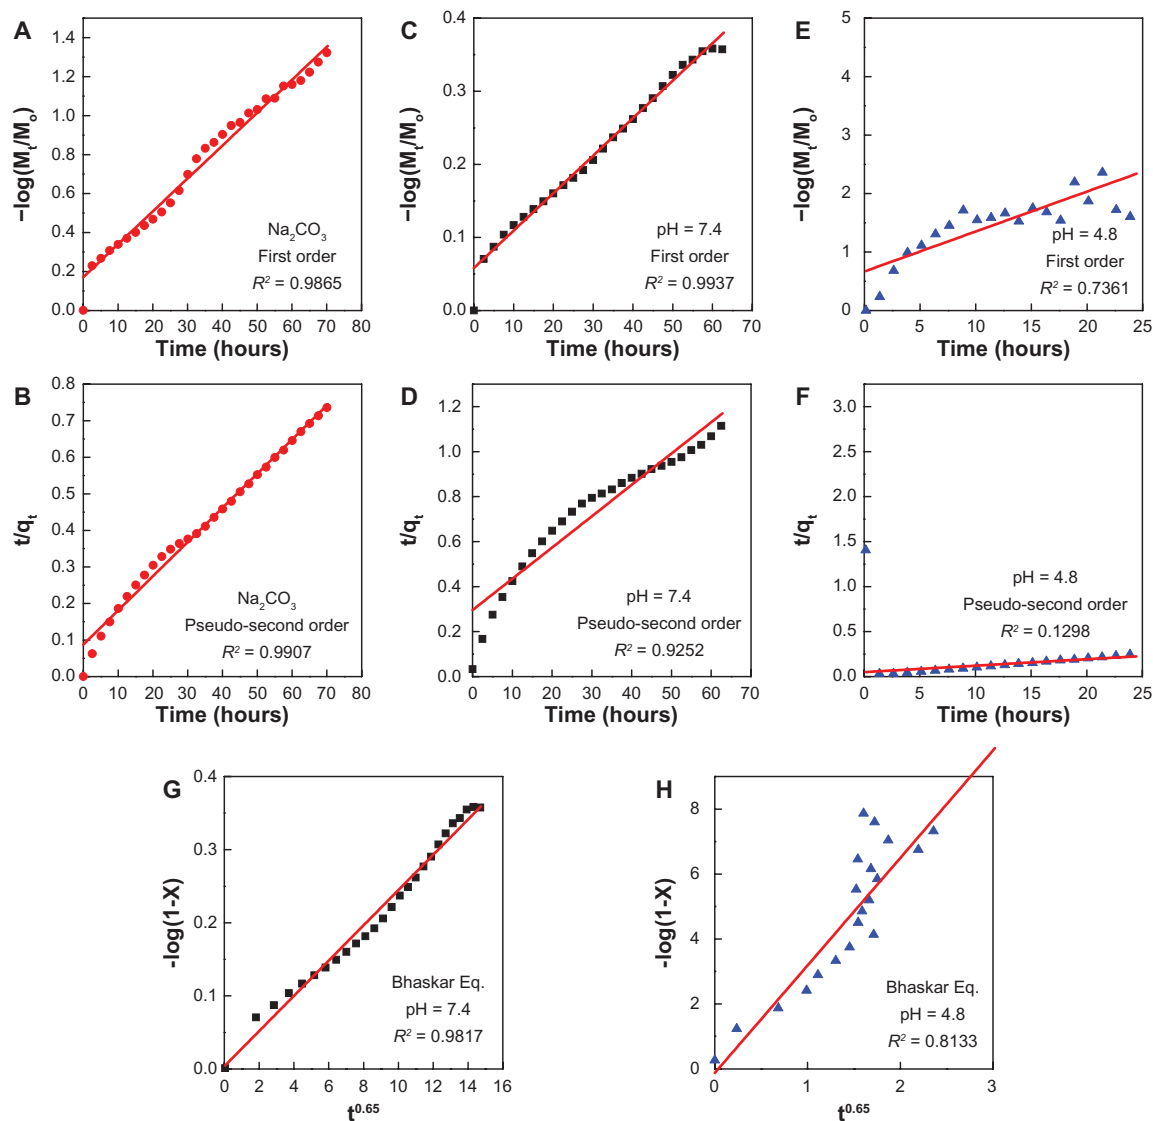 A
1.4
1.2
1.0
0.8
0.6
0.4
0.2
0.0
−log(Mt/Mo)
Na2CO3
First order
R2 = 0.9865
0 10 20 30 40 50 60 70 80
Time (hours)
C
0.4
0.3
0.2
0.1
0.0
−log(Mt/Mo)
pH = 7.4
First order
R2 = 0.9937
0 10 20 30 40 50 60 70
Time (hours)
E
5
4
3
2
1
0
−log(Mt/Mo)
pH = 4.8
First order
R2 = 0.7361
0 5 10 15 20 25
Time (hours)
B
0.8
0.7
0.6
0.5
0.4
0.3
0.2
0.1
0.0
t/qt
Na2CO3
Pseudo-second order
R2 = 0.9907
0 10 20 30 40 50 60 70 80
Time (hours)
D
1.2
1.0
0.8
0.6
0.4
0.2
0.0
t/qt
pH = 7.4
Pseudo-second order
R2 = 0.9252
0 10 20 30 40 50 60 70
Time (hours)
F
3.0
2.5
2.0
1.5
1.0
0.5
0.0
t/qt
pH = 4.8
Pseudo-second order
R2 = 0.1298
0 5 10 15 20 25
Time (hours)
G
0.4
0.3
0.2
0.1
0.0
-log(1-X)
Bhaskar Eq.
pH = 7.4
R2 = 0.9817
0 2 4 6 8 10 12 14 16
t0.65
H
8
6
4
2
0
-log(1-X)
Bhaskar Eq.
pH = 4.8
R2 = 0.8133
0 1 2 3
t0.65